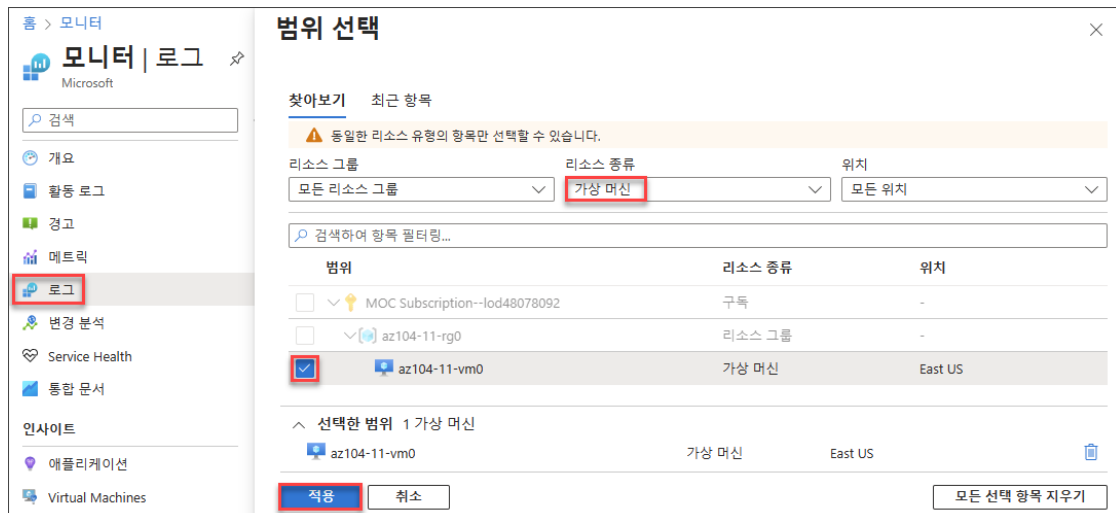 홈 > 모니터
모니터 | 로그
Microsoft
검색
개요
활동 로그
경고
메트릭
로그
변경 분석
Service Health
통합 문서
인사이트
애플리케이션
Virtual Machines
범위 선택
찾아보기 최근 항목
동일한 리소스 유형의 항목만 선택할 수 있습니다.
리소스 그룹 리소스 종류 위치
모든 리소스 그룹 가상 머신 모든 위치
검색하여 항목 필터링...
범위 리소스 종류 위치
MOC Subscription--lod48078092 구독 -
az104-11-rg0 리소스 그룹 -
az104-11-vm0 가상 머신 East US
선택한 범위 1 가상 머신
az104-11-vm0 가상 머신 East US
적용 취소 모든 선택 항목 지우기